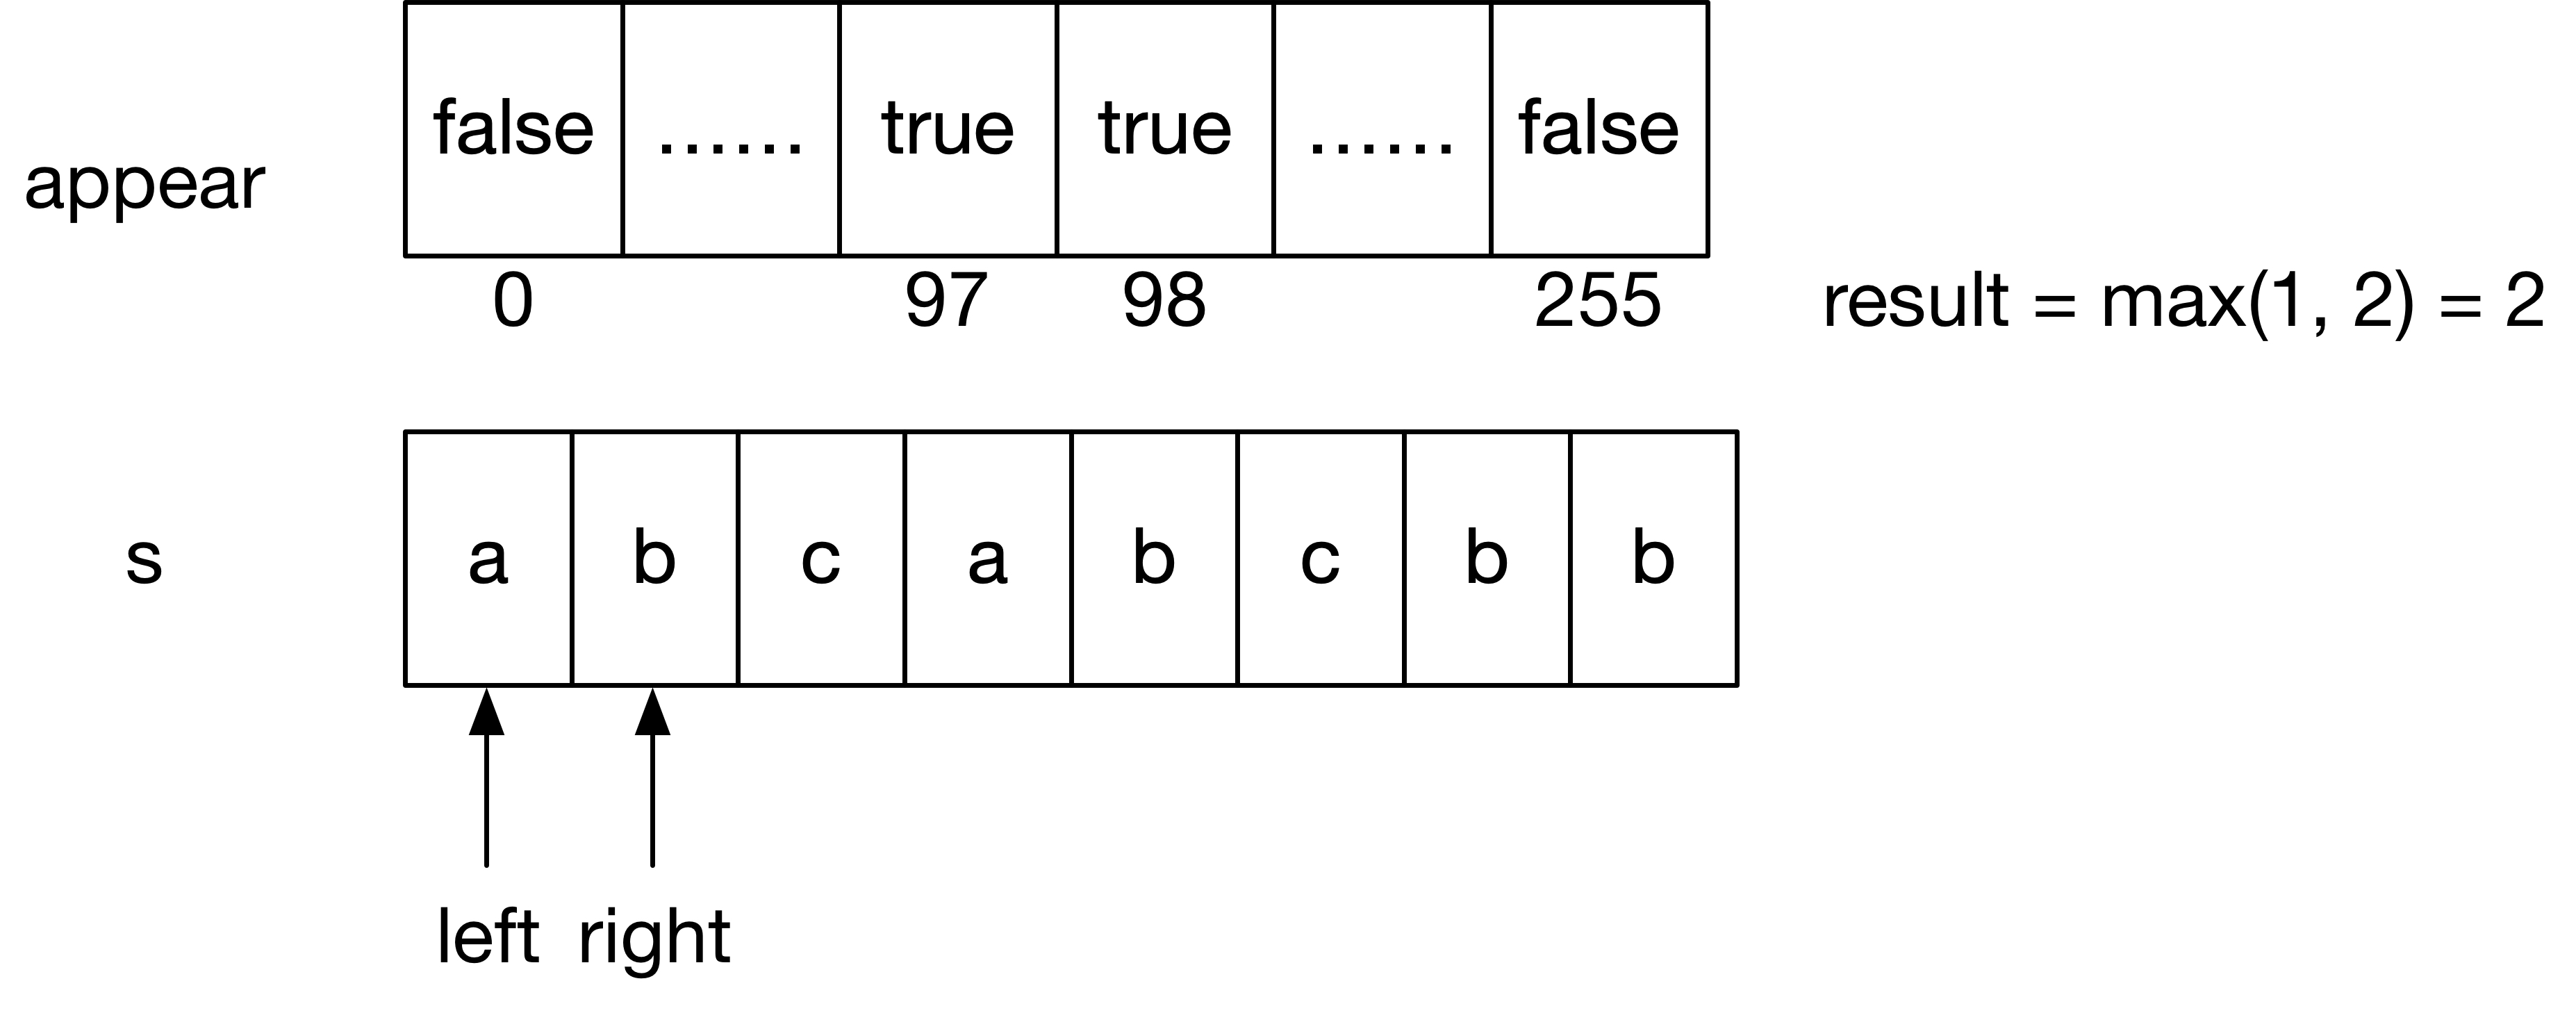 false ...... true true ...... false
appear
0 97 98 255
result = max(1, 2) = 2
s
a b c a b c b b
left right